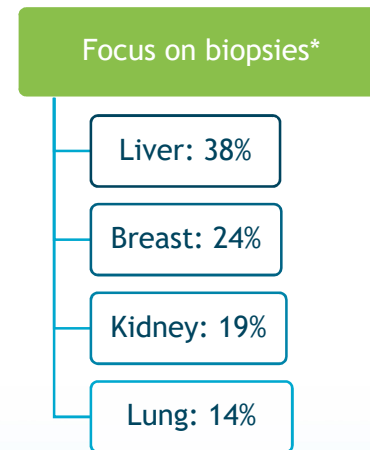 Focus on biopsies*
Liver: 38%
Breast: 24%
Kidney: 19%
Lung: 14%